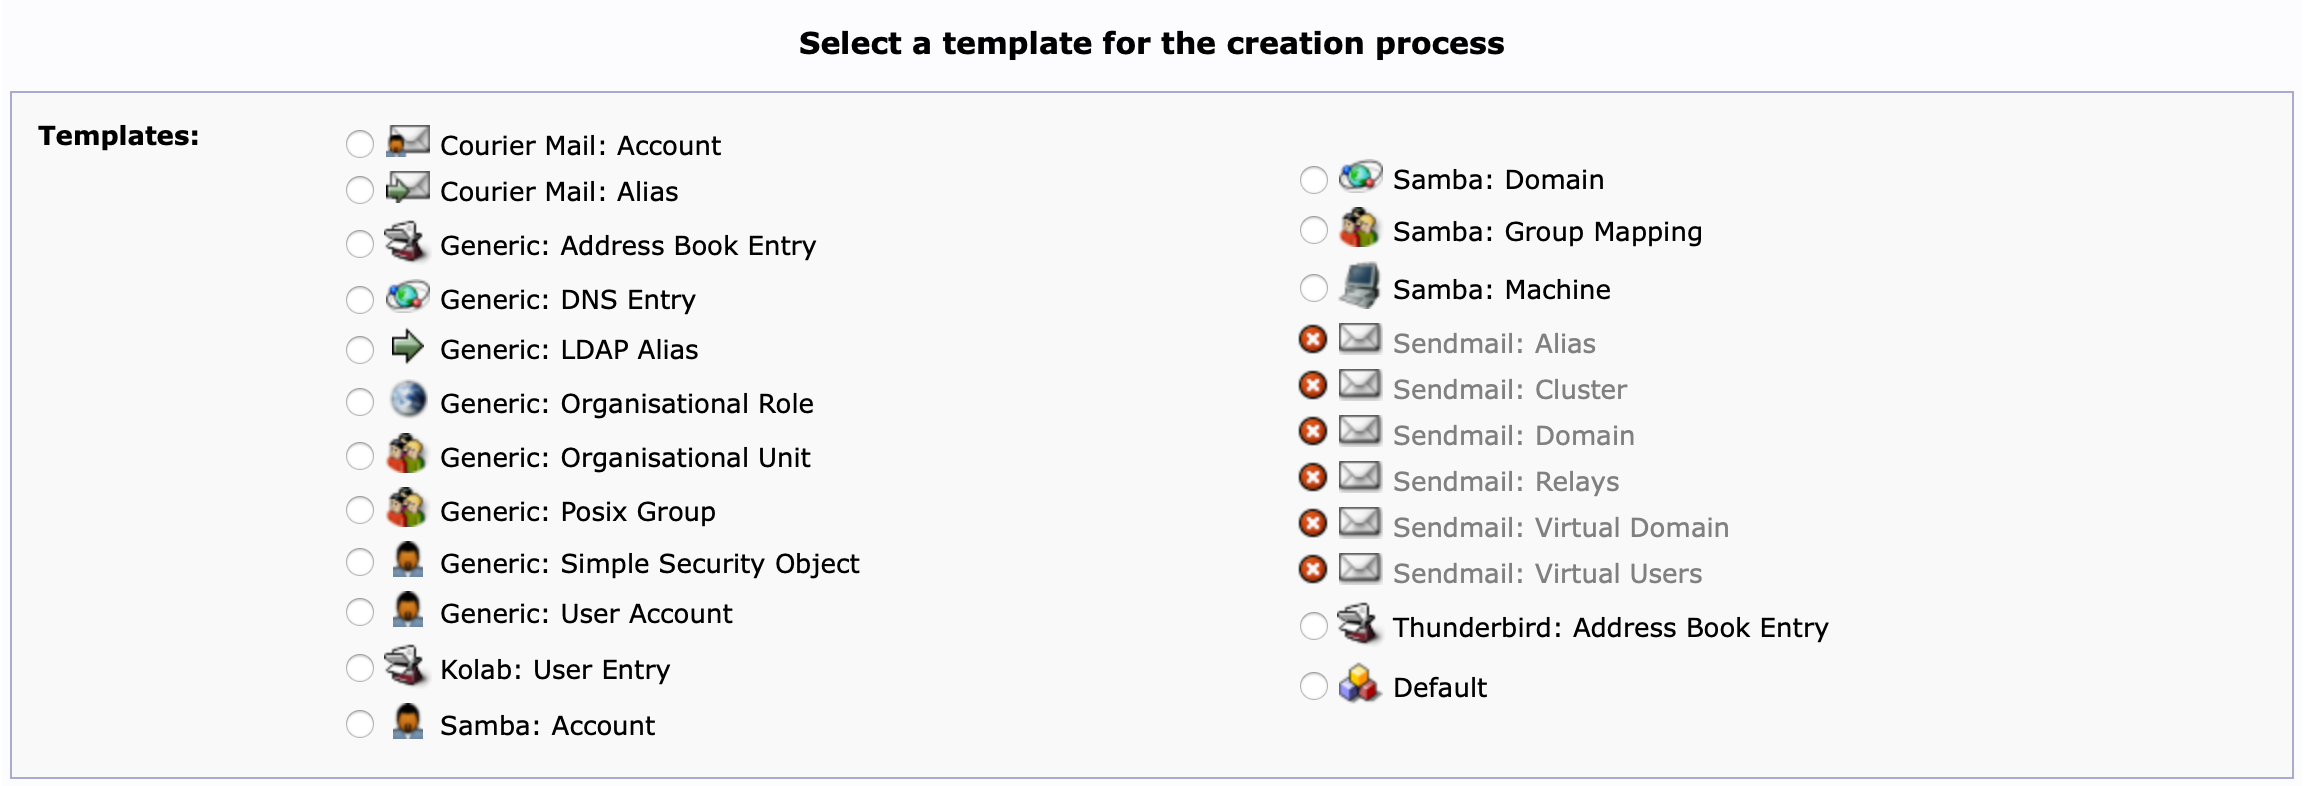 Select a template for the creation process
Templates:
Courier Mail: Account
Courier Mail: Alias
Generic: Address Book Entry
Generic: DNS Entry
Generic: LDAP Alias
Generic: Organisational Role
Generic: Organisational Unit
Generic: Posix Group
Generic: Simple Security Object
Generic: User Account
Kolab: User Entry
Samba: Account
Samba: Domain
Samba: Group Mapping
Samba: Machine
Sendmail: Alias
Sendmail: Cluster
Sendmail: Domain
Sendmail: Relays
Sendmail: Virtual Domain
Sendmail: Virtual Users
Thunderbird: Address Book Entry
Default